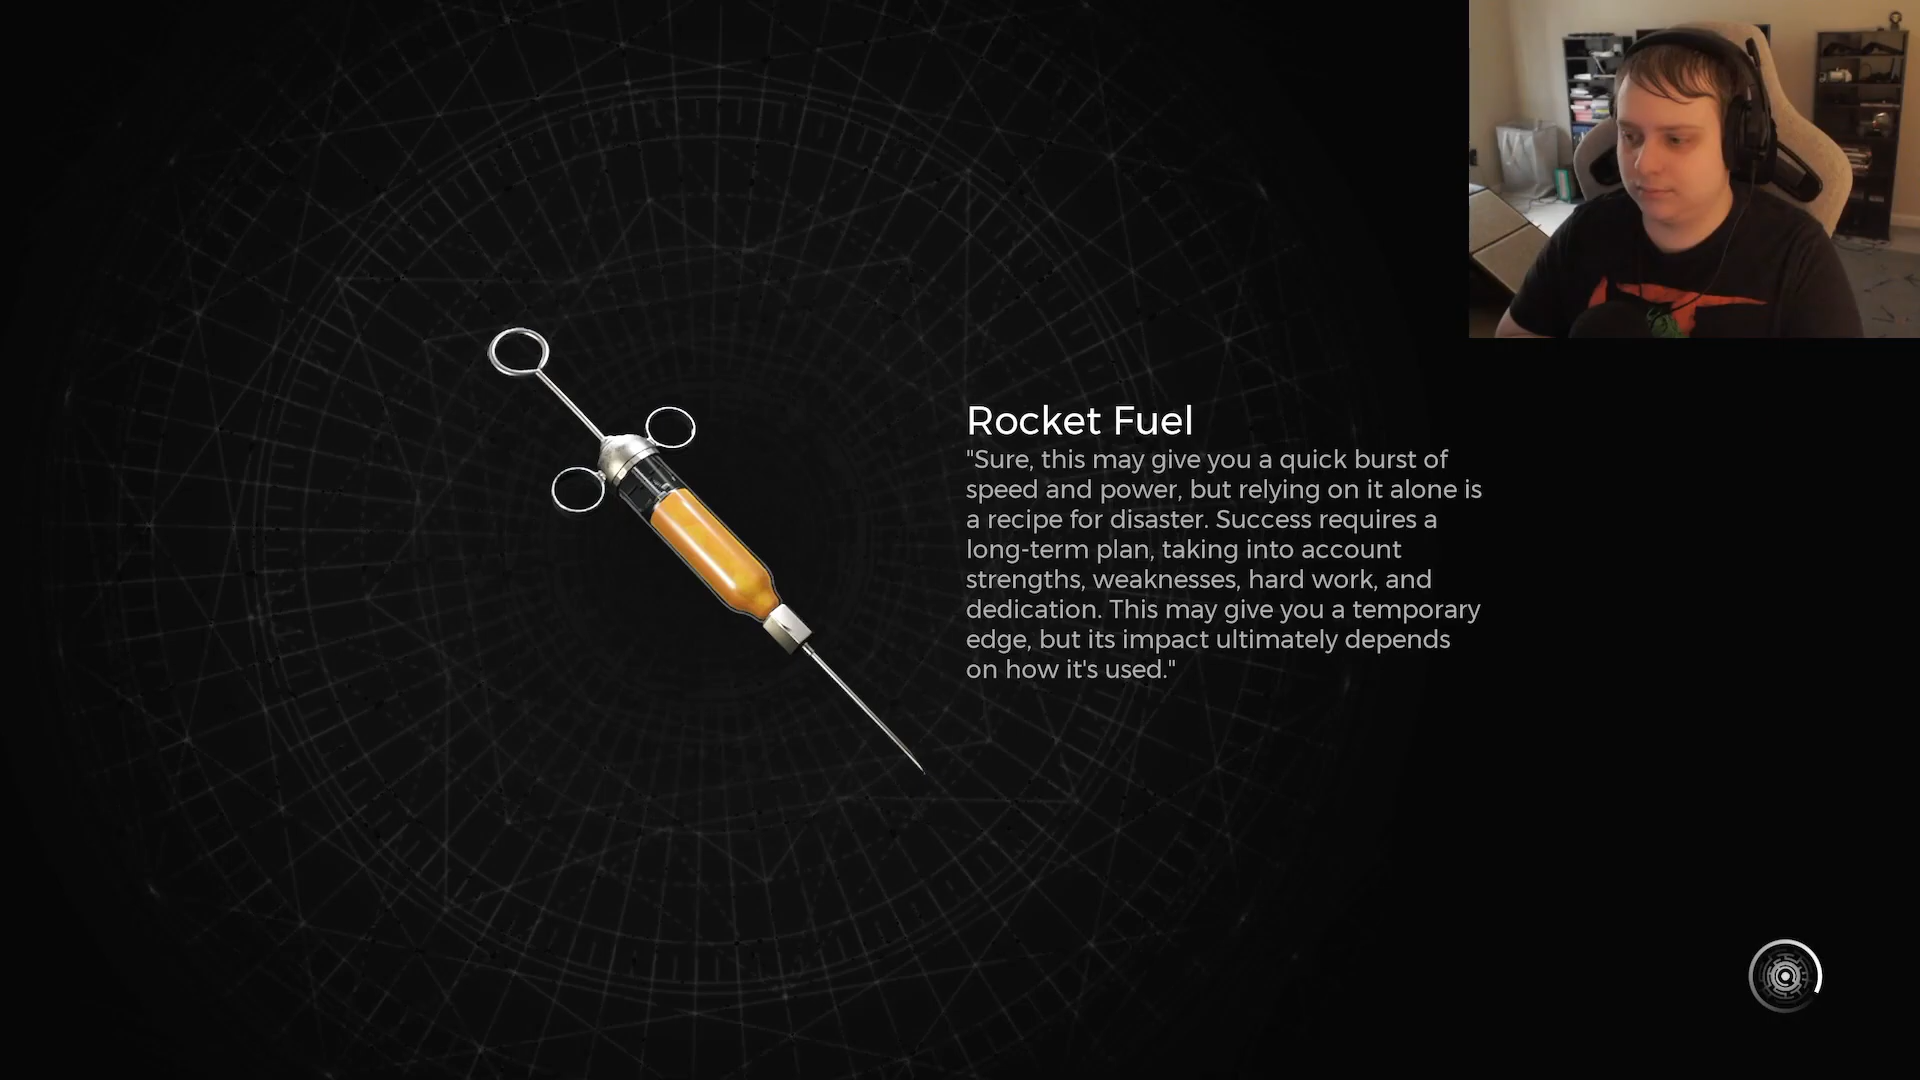 Rocket Fuel
"Sure, this may give you a quick burst of
speed and power, but relying on it alone is
a recipe for disaster. Success requires a
long-term plan, taking into account
strengths, weaknesses, hard work, and
dedication. This may give you a temporary
edge, but its impact ultimately depends
on how it's used."